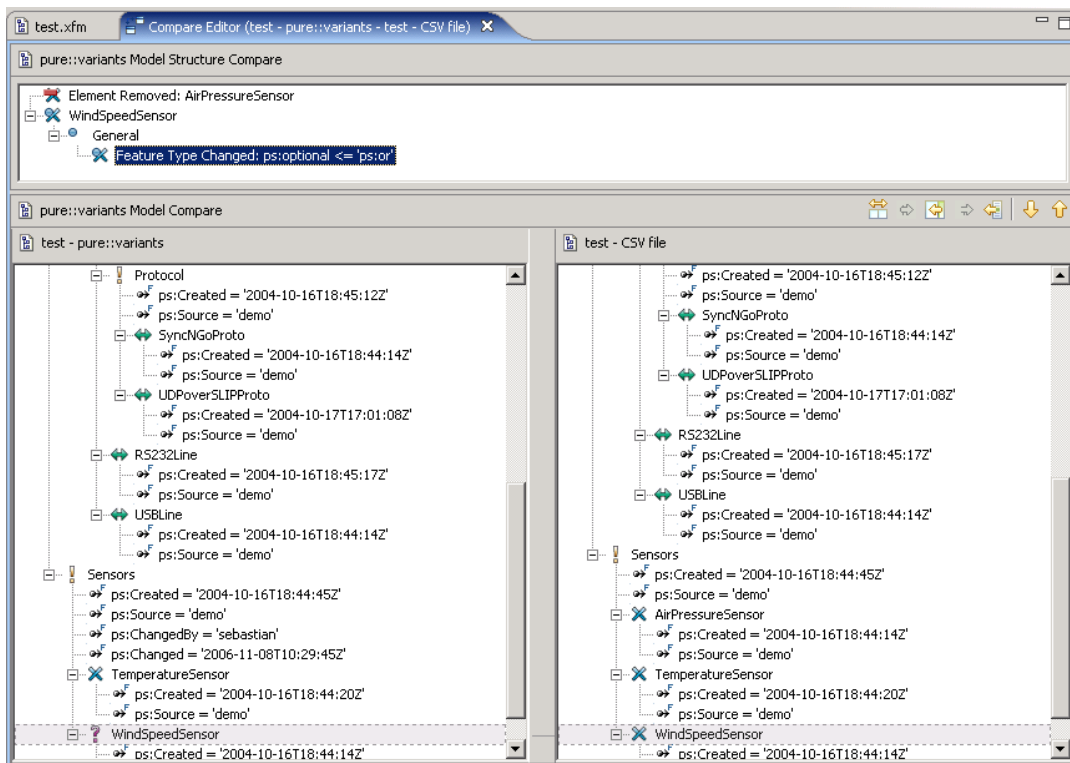 test.xfm
Compare Editor (test - pure::variants - test - CSV file)
pure::variants Model Structure Compare
Element Removed: AirPressureSensor
WindSpeedSensor
General
Feature Type Changed: ps:optional <= 'ps:or'
pure::variants Model Compare
test - pure::variants
Protocol
ps:Created = '2004-10-16T18:45:12Z'
ps:Source = 'demo'
SyncNGoProto
ps:Created = '2004-10-16T18:44:14Z'
ps:Source = 'demo'
UDPoverSLIPProto
ps:Created = '2004-10-17T17:01:08Z'
ps:Source = 'demo'
RS232Line
ps:Created = '2004-10-16T18:45:17Z'
ps:Source = 'demo'
USBLine
ps:Created = '2004-10-16T18:44:14Z'
ps:Source = 'demo'
Sensors
ps:Created = '2004-10-16T18:44:45Z'
ps:Source = 'demo'
ps:ChangedBy = 'sebastian'
ps:Changed = '2006-11-08T10:29:45Z'
TemperatureSensor
ps:Created = '2004-10-16T18:44:20Z'
ps:Source = 'demo'
WindSpeedSensor
ps:Created = '2004-10-16T18:44:14Z'
test - CSV file
ps:Created = '2004-10-16T18:45:12Z'
ps:Source = 'demo'
SyncNGoProto
ps:Created = '2004-10-16T18:44:14Z'
ps:Source = 'demo'
UDPoverSLIPProto
ps:Created = '2004-10-17T17:01:08Z'
ps:Source = 'demo'
RS232Line
ps:Created = '2004-10-16T18:45:17Z'
ps:Source = 'demo'
USBLine
ps:Created = '2004-10-16T18:44:14Z'
ps:Source = 'demo'
Sensors
ps:Created = '2004-10-16T18:44:45Z'
ps:Source = 'demo'
AirPressureSensor
ps:Created = '2004-10-16T18:44:14Z'
ps:Source = 'demo'
TemperatureSensor
ps:Created = '2004-10-16T18:44:20Z'
ps:Source = 'demo'
WindSpeedSensor
ps:Created = '2004-10-16T18:44:14Z'